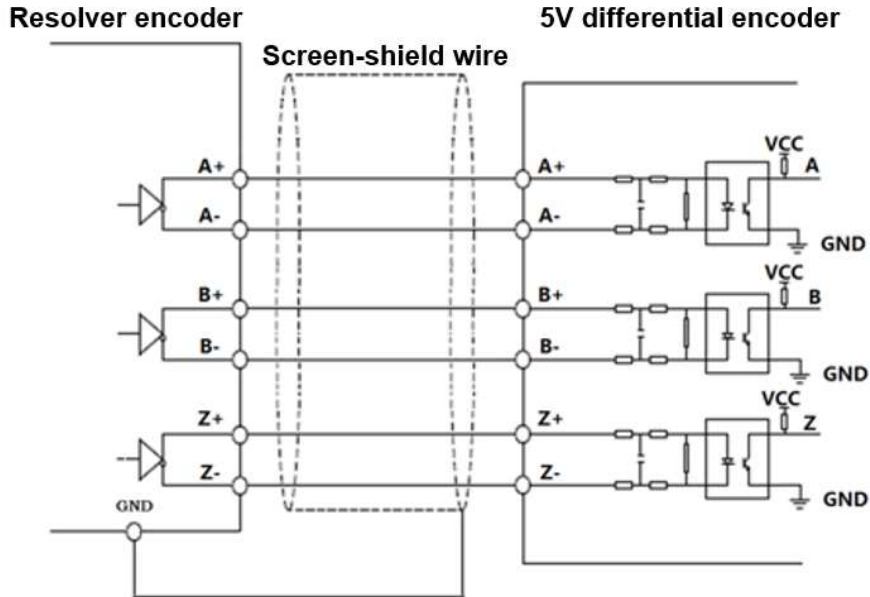 Resolver encoder
5V differential encoder
Screen-shield wire
A+
A+
VCC
A
A-
A-
GND
B+
B+
VCC
B
B-
B-
GND
Z+
Z+
VCC
Z
Z-
Z-
GND
GND